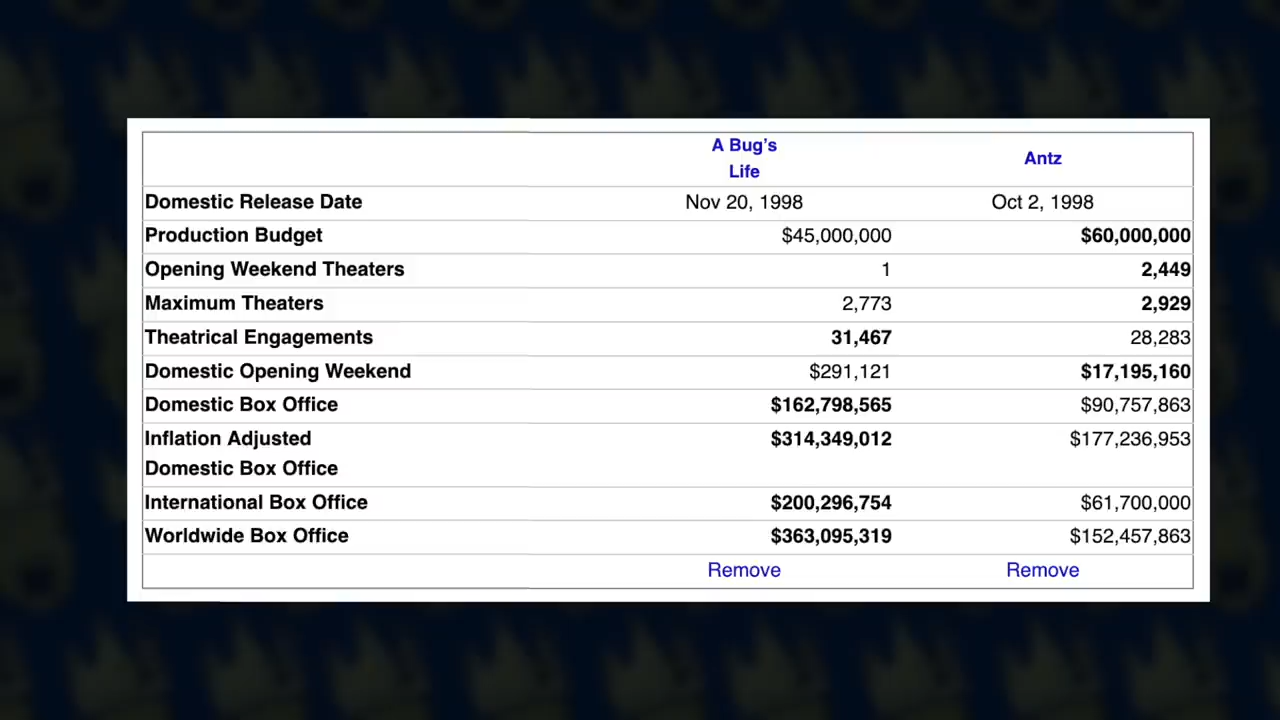 A Bug’s
Life
Antz
Domestic Release Date Nov 20, 1998 Oct 2, 1998
Production Budget $45,000,000 $60,000,000
Opening Weekend Theaters 1 2,449
Maximum Theaters 2,773 2,929
Theatrical Engagements 31,467 28,283
Domestic Opening Weekend $291,121 $17,195,160
Domestic Box Office $162,798,565 $90,757,863
Inflation Adjusted $314,349,012 $177,236,953
Domestic Box Office
International Box Office $200,296,754 $61,700,000
Worldwide Box Office $363,095,319 $152,457,863
Remove Remove